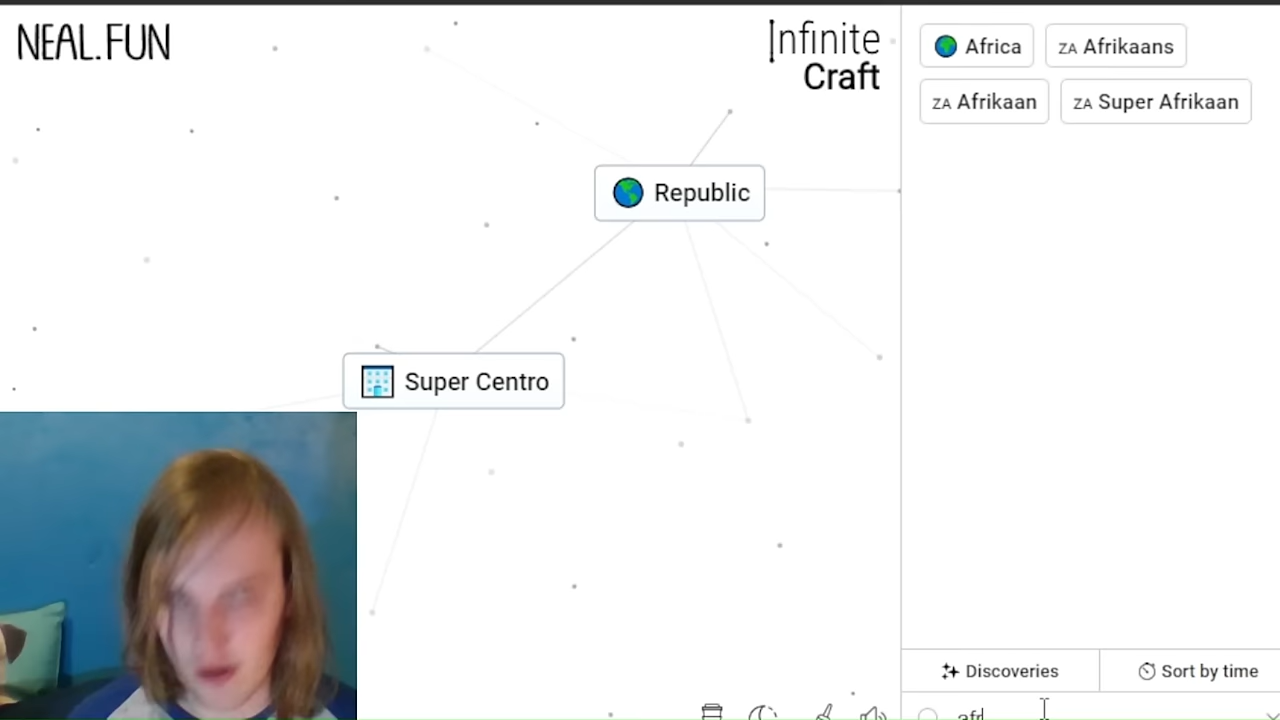 NEAL.FUN
Infinite
Craft
Republic
Super Centro
Africa
ZA Afrikaans
ZA Afrikaan
ZA Super Afrikaan
Discoveries
Sort by time
afr